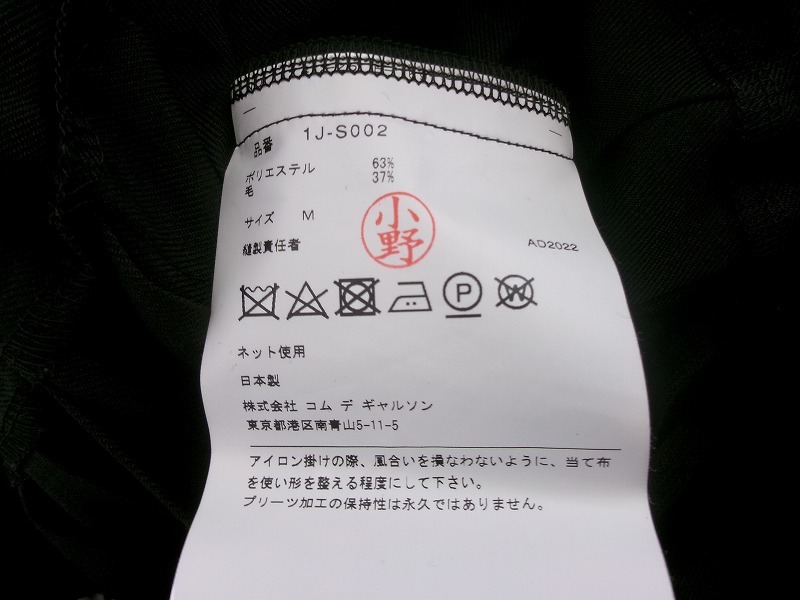 品番 1J-S002
ポリエステル 63%
毛 37%
サイズ M
縫製責任者 小野 AD2022
P W
ネット使用
日本製
株式会社 コム デ ギャルソン
東京都港区南青山5-11-5
アイロン掛けの際、風合いを損なわないように、当て布
を使い形を整える程度にして下さい。
プリーツ加工の保持性は永久ではありません。